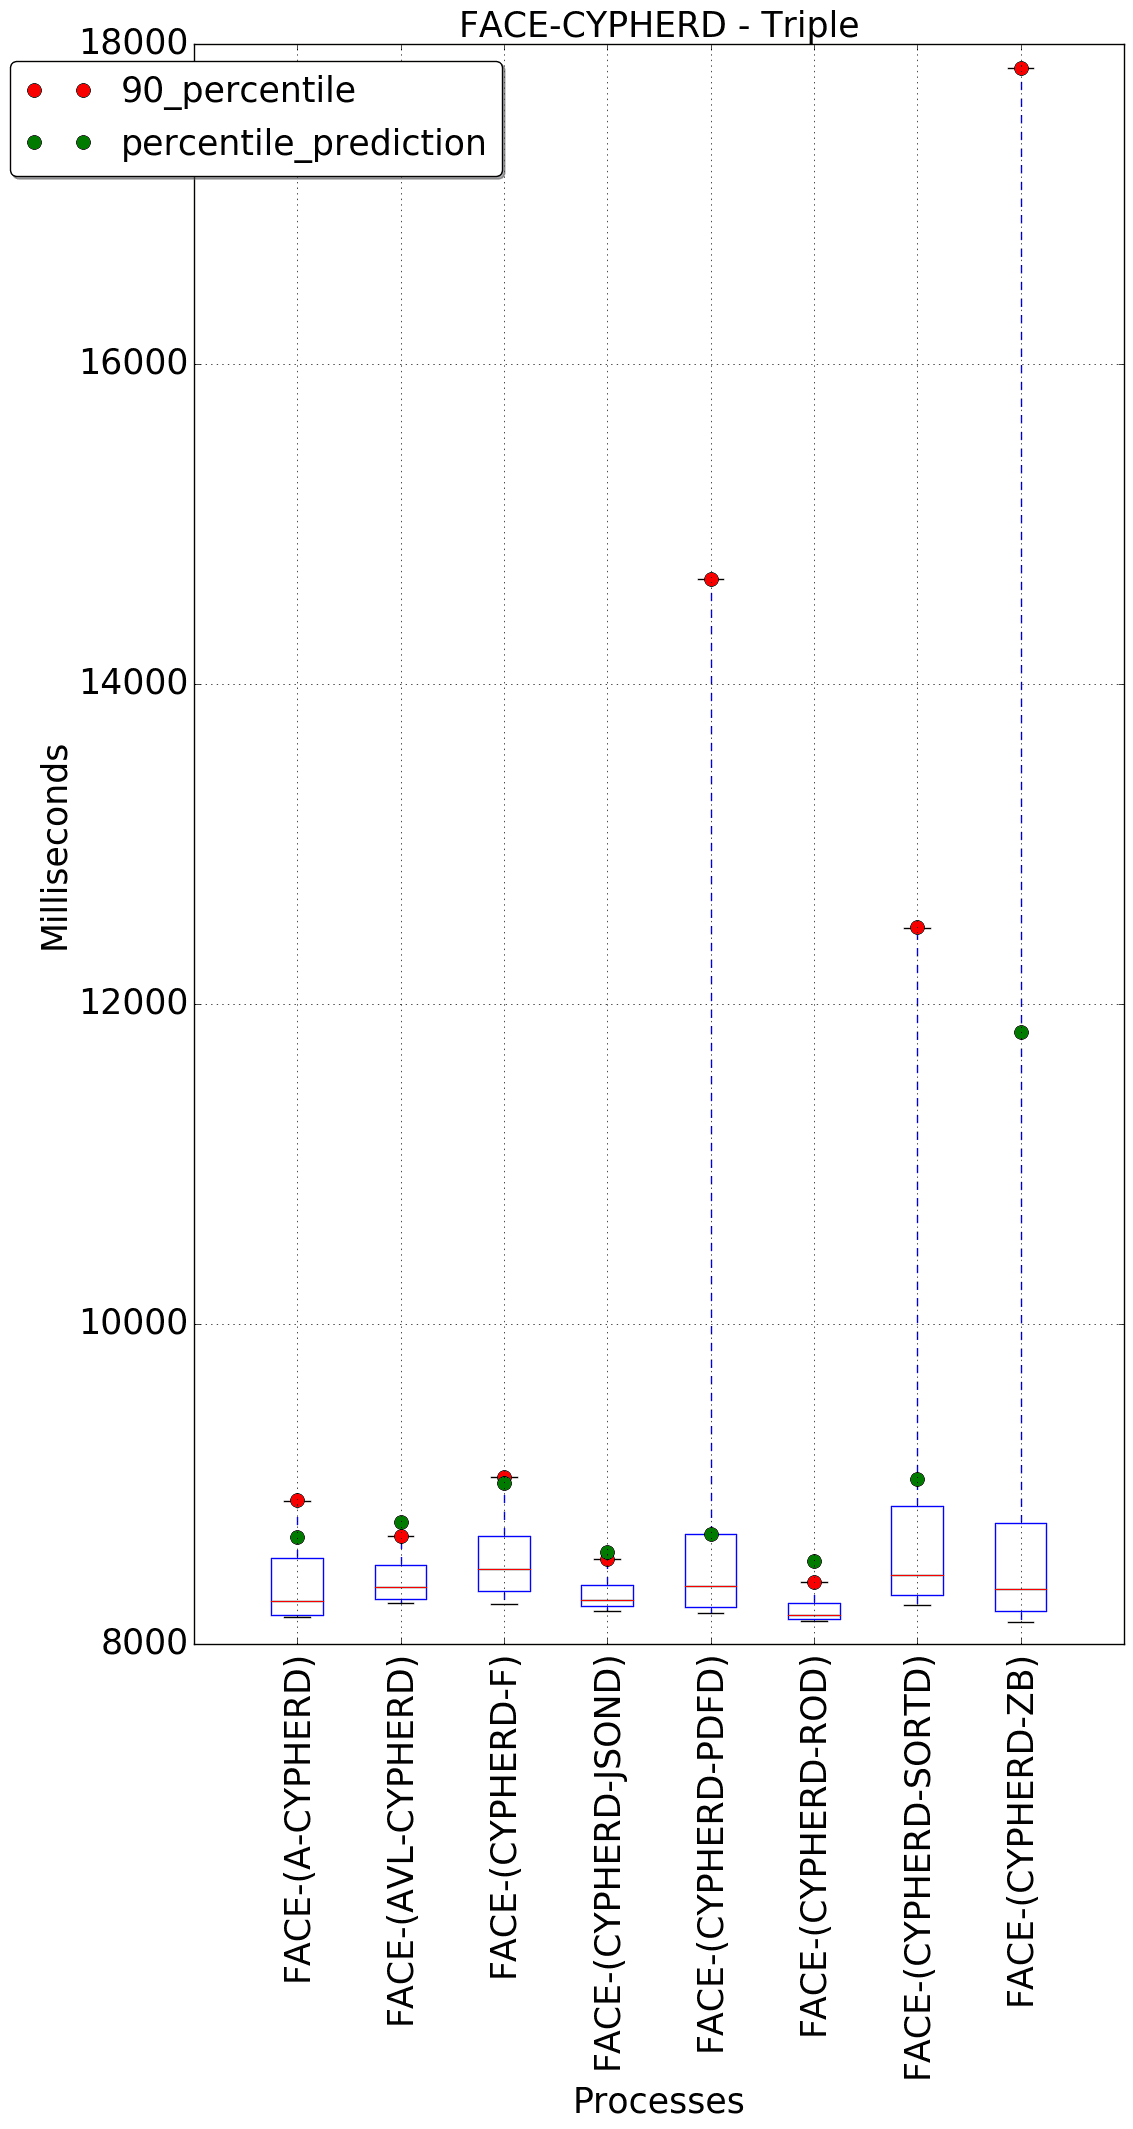 FACE-CYPHERD - Triple
90_percentile
percentile_prediction
18000
16000
14000
12000
10000
8000
Milliseconds
FACE-(A-CYPHERD)
FACE-(AVL-CYPHERD)
FACE-(CYPHERD-F)
FACE-(CYPHERD-JSOND)
FACE-(CYPHERD-PDFD)
FACE-(CYPHERD-ROD)
FACE-(CYPHERD-SORTD)
FACE-(CYPHERD-ZB)
Processes